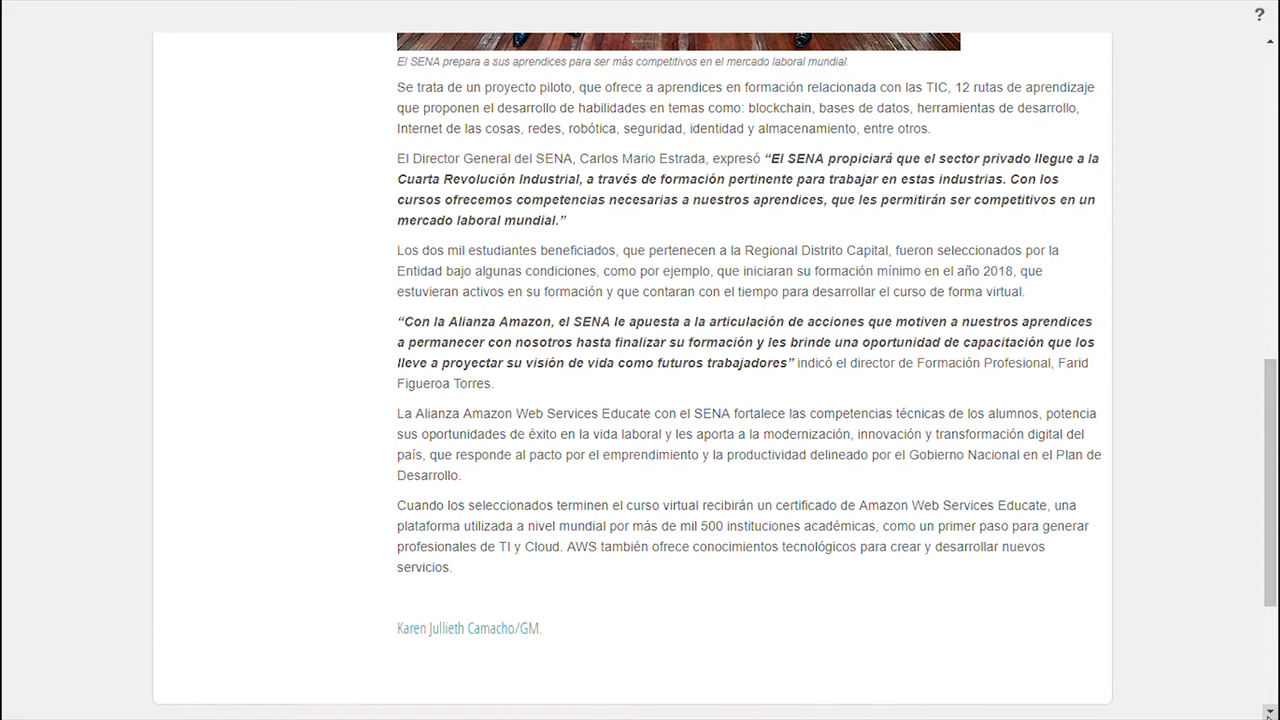 ?
El SENA prepara a sus aprendices para ser más competitivos en el mercado laboral mundial.
Se trata de un proyecto piloto, que ofrece a aprendices en formación relacionada con las TIC, 12 rutas de aprendizaje
que proponen el desarrollo de habilidades en temas como: blockchain, bases de datos, herramientas de desarrollo,
Internet de las cosas, redes, robótica, seguridad, identidad y almacenamiento, entre otros.
El Director General del SENA, Carlos Mario Estrada, expresó “El SENA propiciará que el sector privado llegue a la
Cuarta Revolución Industrial, a través de formación pertinente para trabajar en estas industrias. Con los
cursos ofrecemos competencias necesarias a nuestros aprendices, que les permitirán ser competitivos en un
mercado laboral mundial.”
Los dos mil estudiantes beneficiados, que pertenecen a la Regional Distrito Capital, fueron seleccionados por la
Entidad bajo algunas condiciones, como por ejemplo, que iniciaran su formación mínimo en el año 2018, que
estuvieran activos en su formación y que contaran con el tiempo para desarrollar el curso de forma virtual.
“Con la Alianza Amazon, el SENA le apuesta a la articulación de acciones que motiven a nuestros aprendices
a permanecer con nosotros hasta finalizar su formación y les brinde una oportunidad de capacitación que los
lleve a proyectar su visión de vida como futuros trabajadores” indicó el director de Formación Profesional, Farid
Figueroa Torres.
La Alianza Amazon Web Services Educate con el SENA fortalece las competencias técnicas de los alumnos, potencia
sus oportunidades de éxito en la vida laboral y les aporta a la modernización, innovación y transformación digital del
país, que responde al pacto por el emprendimiento y la productividad delineado por el Gobierno Nacional en el Plan de
Desarrollo.
Cuando los seleccionados terminen el curso virtual recibirán un certificado de Amazon Web Services Educate, una
plataforma utilizada a nivel mundial por más de mil 500 instituciones académicas, como un primer paso para generar
profesionales de TI y Cloud. AWS también ofrece conocimientos tecnológicos para crear y desarrollar nuevos
servicios.
Karen Jullieth Camacho/GM.